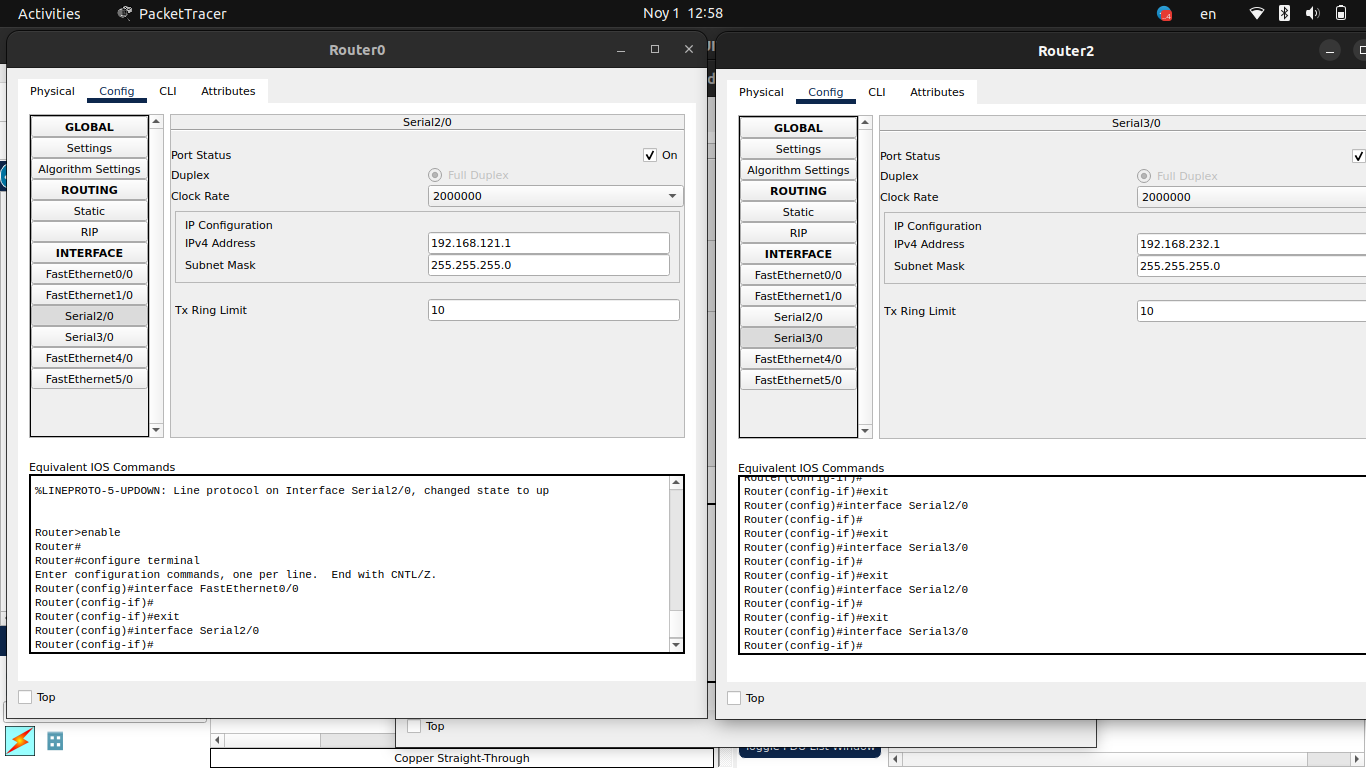 Activities
PacketTracer
Noy 1 12:58
en
Router0
Physical
Config
CLI
Attributes
GLOBAL
Settings
Algorithm Settings
ROUTING
Static
RIP
INTERFACE
FastEthernet0/0
FastEthernet1/0
Serial2/0
Serial3/0
FastEthernet4/0
FastEthernet5/0
Serial2/0
Port Status
On
Duplex
Full Duplex
Clock Rate
2000000
IP Configuration
IPv4 Address
192.168.121.1
Subnet Mask
255.255.255.0
Tx Ring Limit
10
Equivalent IOS Commands
%LINEPROTO-5-UPDOWN: Line protocol on Interface Serial2/0, changed state to up
Router>enable
Router#
Router#configure terminal
Enter configuration commands, one per line.  End with CNTL/Z.
Router(config)#interface FastEthernet0/0
Router(config-if)#
Router(config-if)#exit
Router(config)#interface Serial2/0
Router(config-if)#
Top
Router2
Physical
Config
CLI
Attributes
GLOBAL
Settings
Algorithm Settings
ROUTING
Static
RIP
INTERFACE
FastEthernet0/0
FastEthernet1/0
Serial2/0
Serial3/0
FastEthernet4/0
FastEthernet5/0
Serial3/0
Port Status
Duplex
Full Duplex
Clock Rate
2000000
IP Configuration
IPv4 Address
192.168.232.1
Subnet Mask
255.255.255.0
Tx Ring Limit
10
Equivalent IOS Commands
Router(config-if)#
Router(config-if)#exit
Router(config)#interface Serial2/0
Router(config-if)#
Router(config-if)#exit
Router(config)#interface Serial3/0
Router(config-if)#
Router(config-if)#exit
Router(config)#interface Serial2/0
Router(config-if)#
Router(config-if)#exit
Router(config)#interface Serial3/0
Router(config-if)#
Top
Top
Copper Straight-Through
Toggle PDU List Window